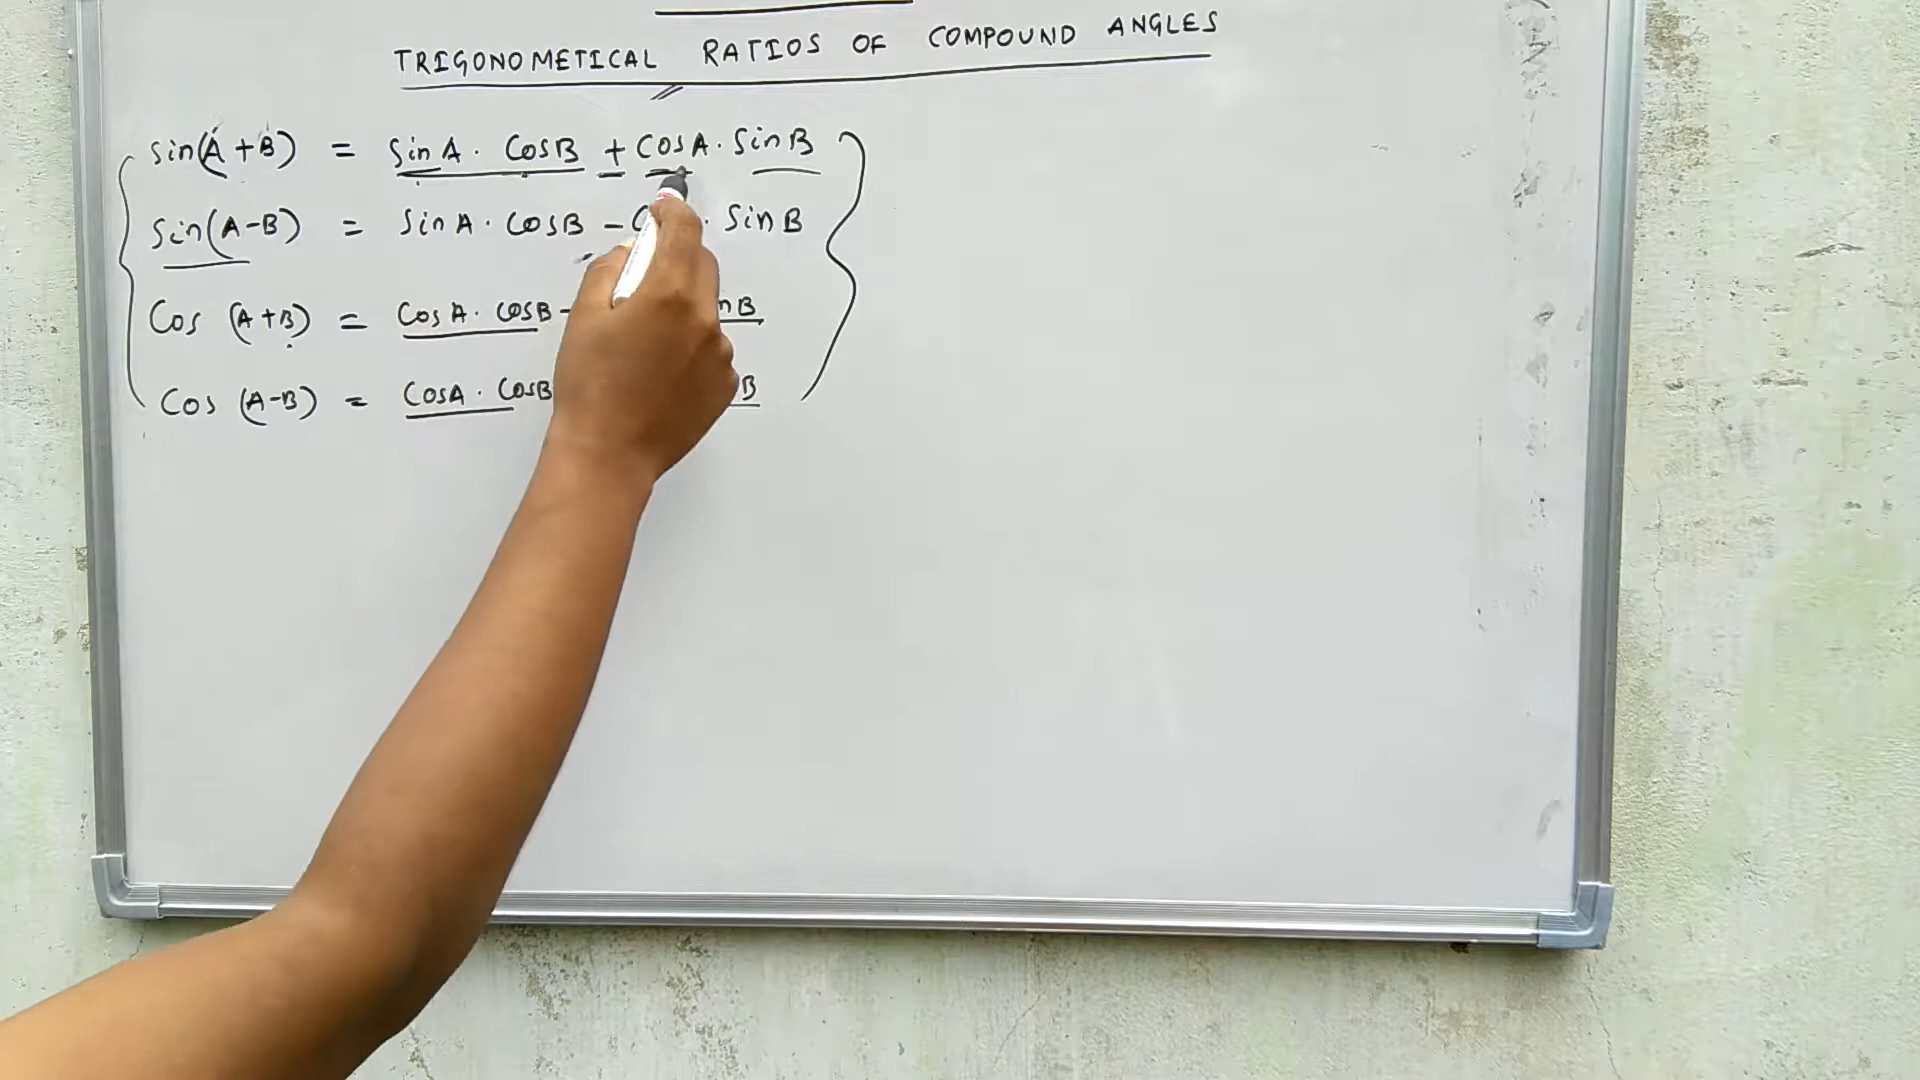 TRIGONOMETICAL RATIOS OF COMPOUND ANGLES
sin(A+B) = sinA · CosB + CosA · SinB
Sin(A-B) = SinA · CosB - · SinB
Cos (A+B) = CosA · CosB - nB
Cos (A-B) = CosA · CosB B